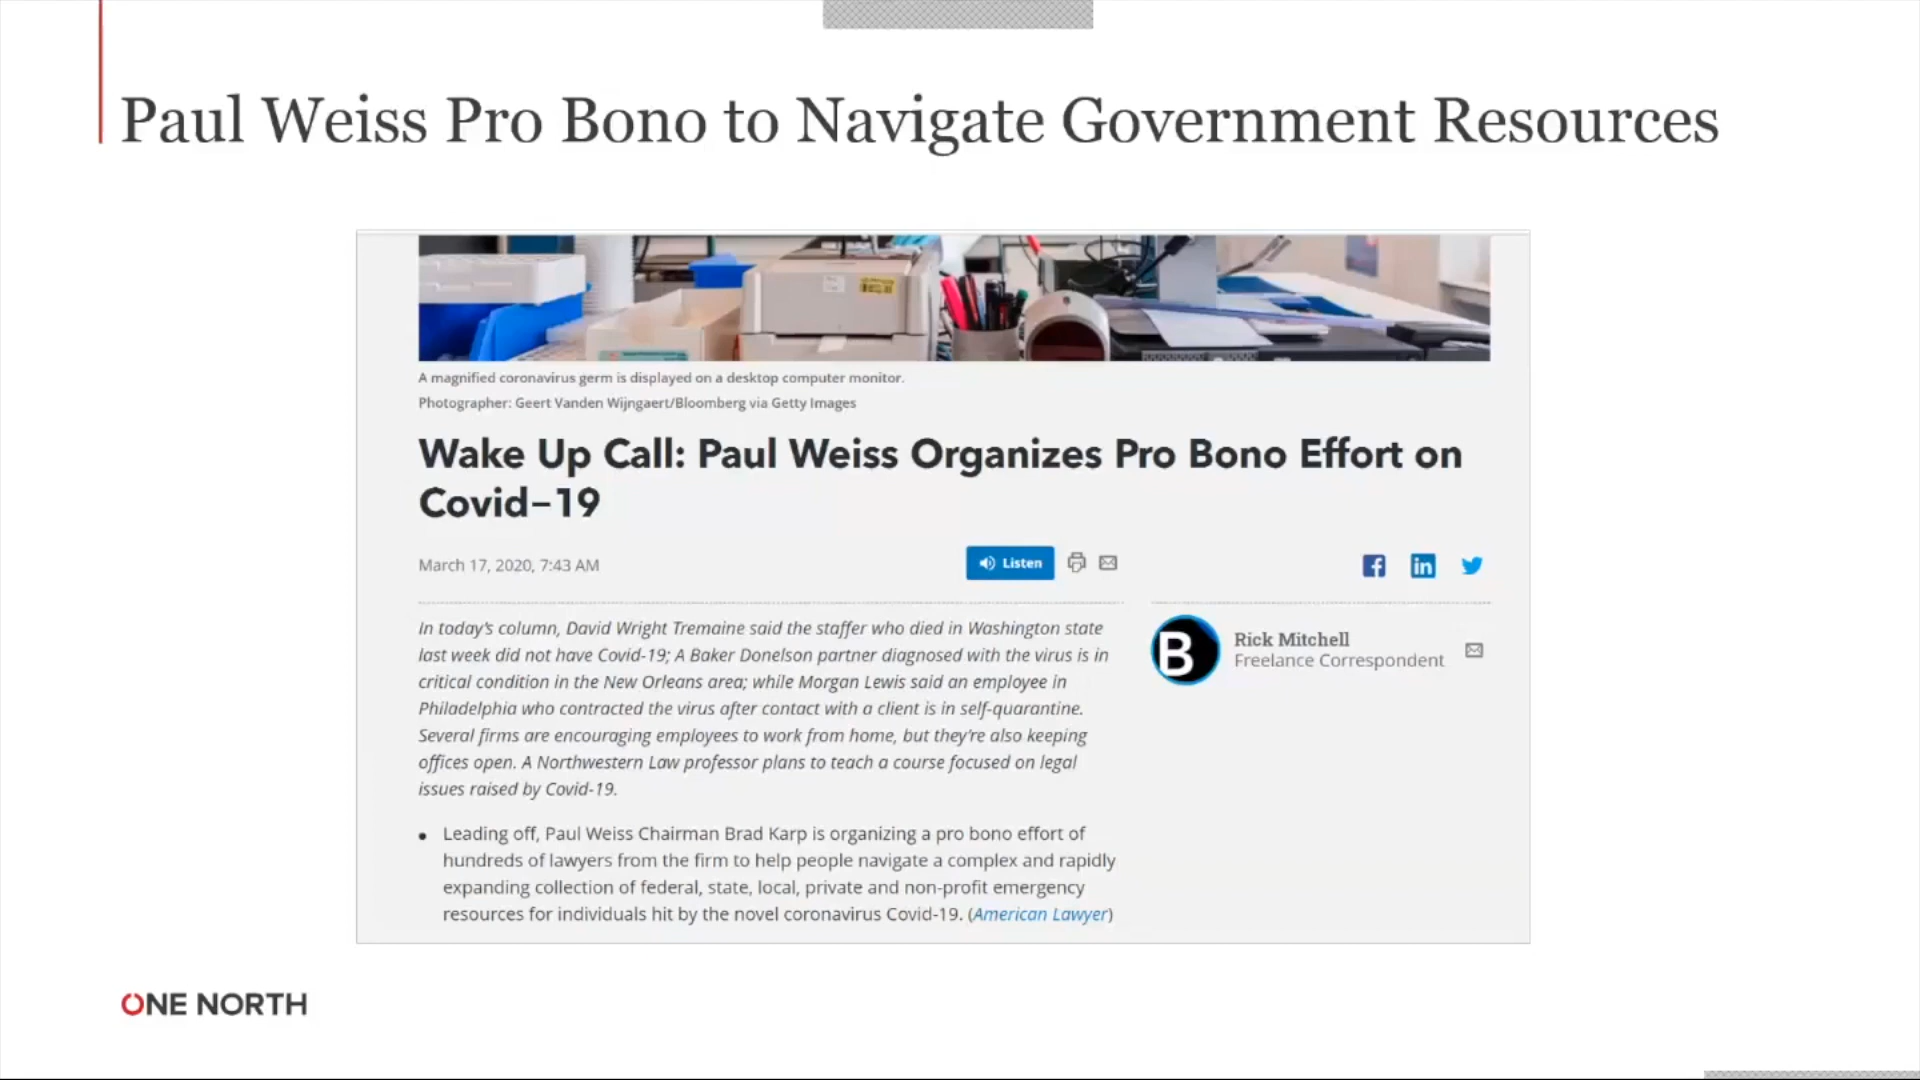 Paul Weiss Pro Bono to Navigate Government Resources
A magnified coronavirus germ is displayed on a desktop computer monitor.
Photographer: Geert Vanden Wijngaert/Bloomberg via Getty Images
Wake Up Call: Paul Weiss Organizes Pro Bono Effort on
Covid–19
March 17, 2020, 7:43 AM
Listen
In today's column, David Wright Tremaine said the staffer who died in Washington state
last week did not have Covid-19; A Baker Donelson partner diagnosed with the virus is in
critical condition in the New Orleans area; while Morgan Lewis said an employee in
Philadelphia who contracted the virus after contact with a client is in self-quarantine.
Several firms are encouraging employees to work from home, but they're also keeping
offices open. A Northwestern Law professor plans to teach a course focused on legal
issues raised by Covid-19.
B
Rick Mitchell
Freelance Correspondent
• Leading off, Paul Weiss Chairman Brad Karp is organizing a pro bono effort of
hundreds of lawyers from the firm to help people navigate a complex and rapidly
expanding collection of federal, state, local, private and non-profit emergency
resources for individuals hit by the novel coronavirus Covid-19. (American Lawyer)
ONE NORTH